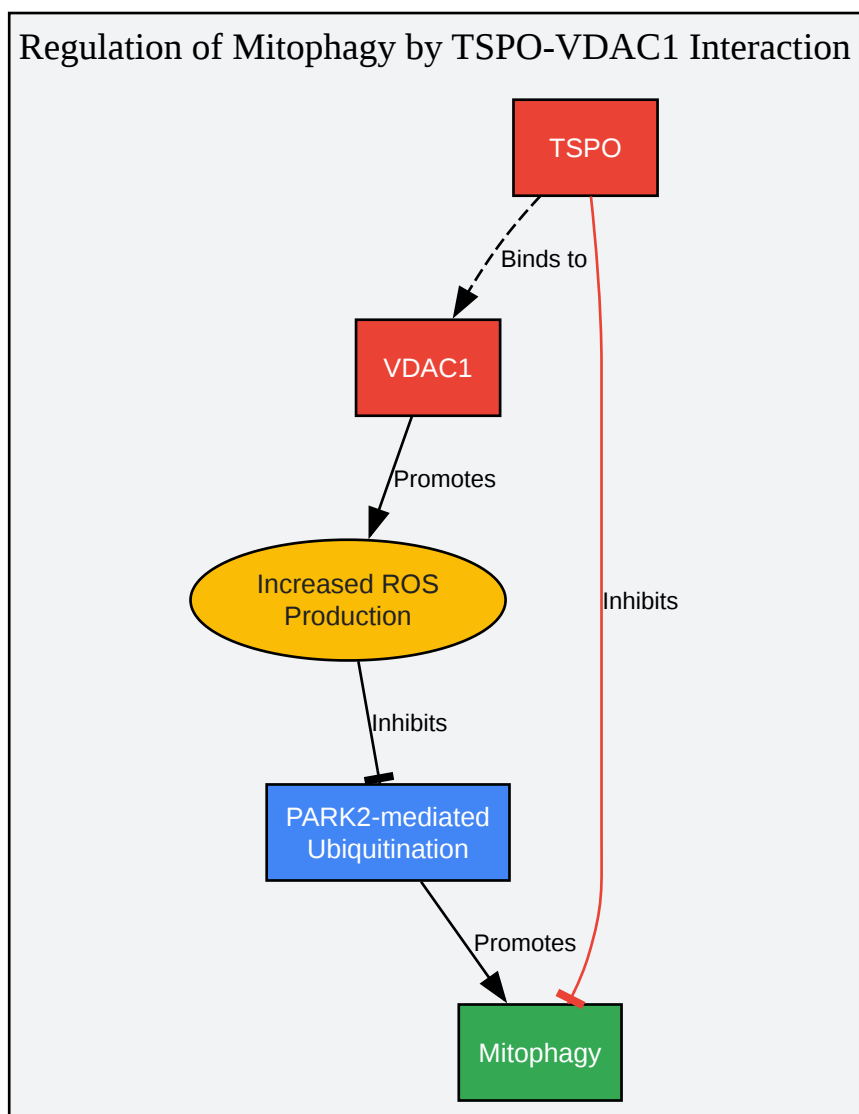 Regulation of Mitophagy by TSPO-VDAC1 Interaction
TSPO
Binds to
VDAC1
Promotes
Increased ROS
Production
Inhibits
Inhibits
PARK2-mediated
Ubiquitination
Promotes
Mitophagy